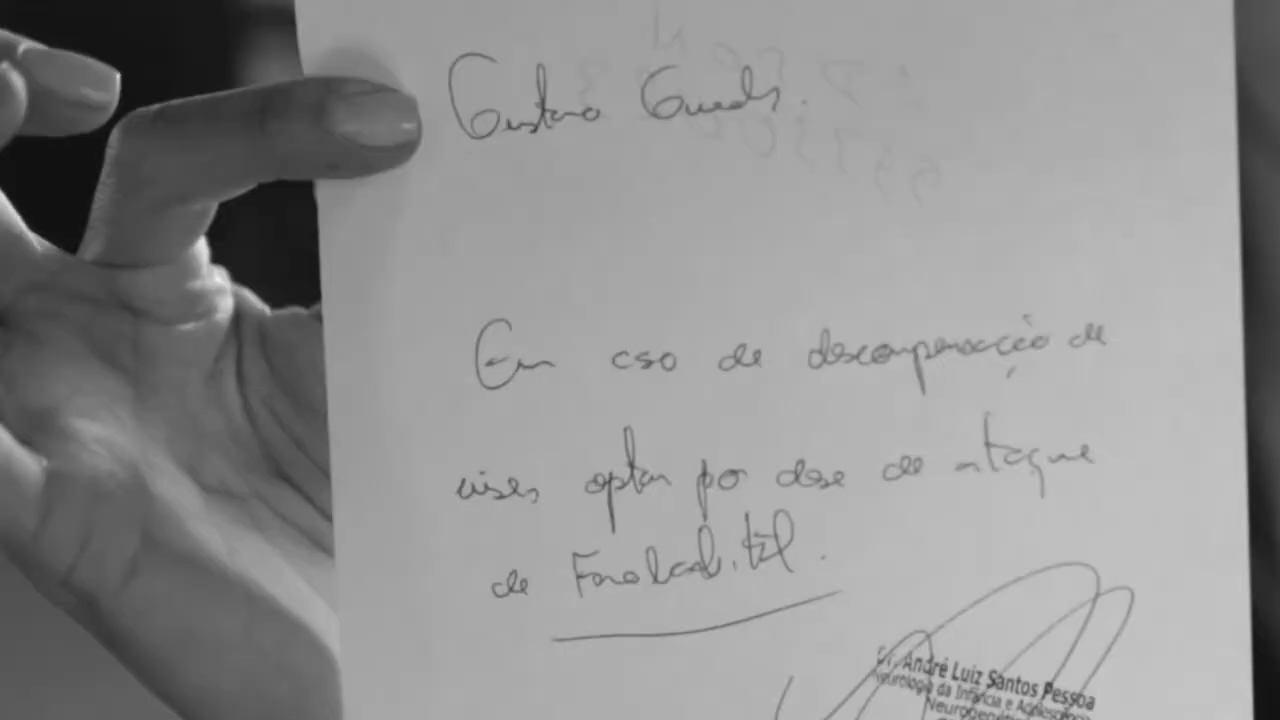 Gustavo Guedes.
Em caso de descompensação de
crises optar por dose de ataque
de Fenobarbital.
Dr. André Luiz Santos Pessoa
Neurologia da Infância e Adolescência